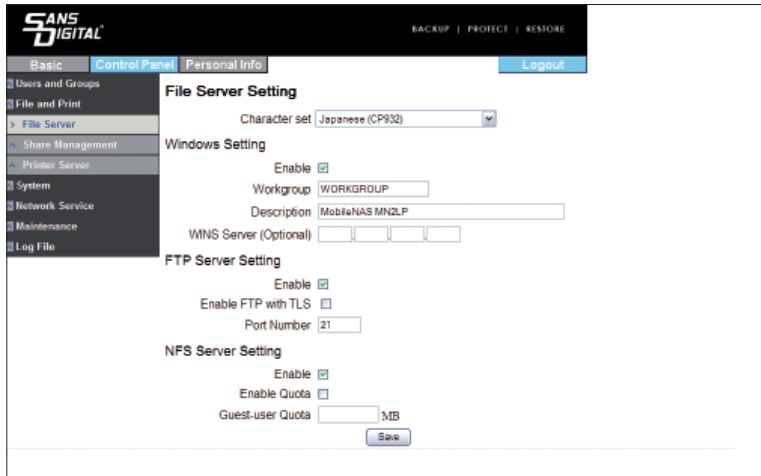 SANS DIGITAL
BACKUP | PROTECT | RESTORE
Basic Control Panel Personal Info Logout
Users and Groups
File and Print
> File Server
Share Management
Printer Server
System
Network Service
Maintenance
Log File
File Server Setting
Character set Japanese (CP932)
Windows Setting
Enable
Workgroup WORKGROUP
Description MobileNAS MN2LP
WINS Server (Optional) . . .
FTP Server Setting
Enable
Enable FTP with TLS
Port Number 21
NFS Server Setting
Enable
Enable Quota
Guest-user Quota MB
Save